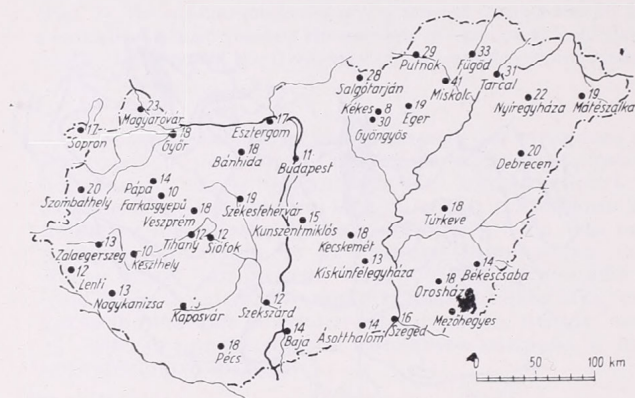 29
Putnok
33
Fügöd
28
Salgótarján
41
Miskolc
31
Tarcal
8
Kékes
30
Gyöngyös
19
Eger
22
Nyíregyháza
19
Mátészalka
23
Magyaróvár
17
Sopron
18
Győr
17
Esztergom
18
Bánhida
11
Budapest
20
Debrecen
20
Szombathely
14
Pápa
10
Farkasgyepű
18
Veszprém
19
Székesfehérvár
15
Kunszentmiklós
18
Túrkeve
12
Tihany
12
Siófok
18
Kecskemét
13
Zalaegerszeg
10
Keszthely
13
Kiskúnfélegyháza
14
Békéscsaba
12
Lenti
13
Nagykanizsa
Kaposvár
12
Szekszárd
18
Orosháza
Mezőhegyes
18
Pécs
14
Baja
14
Ásotthalom
16
Szeged
0 50 100 km